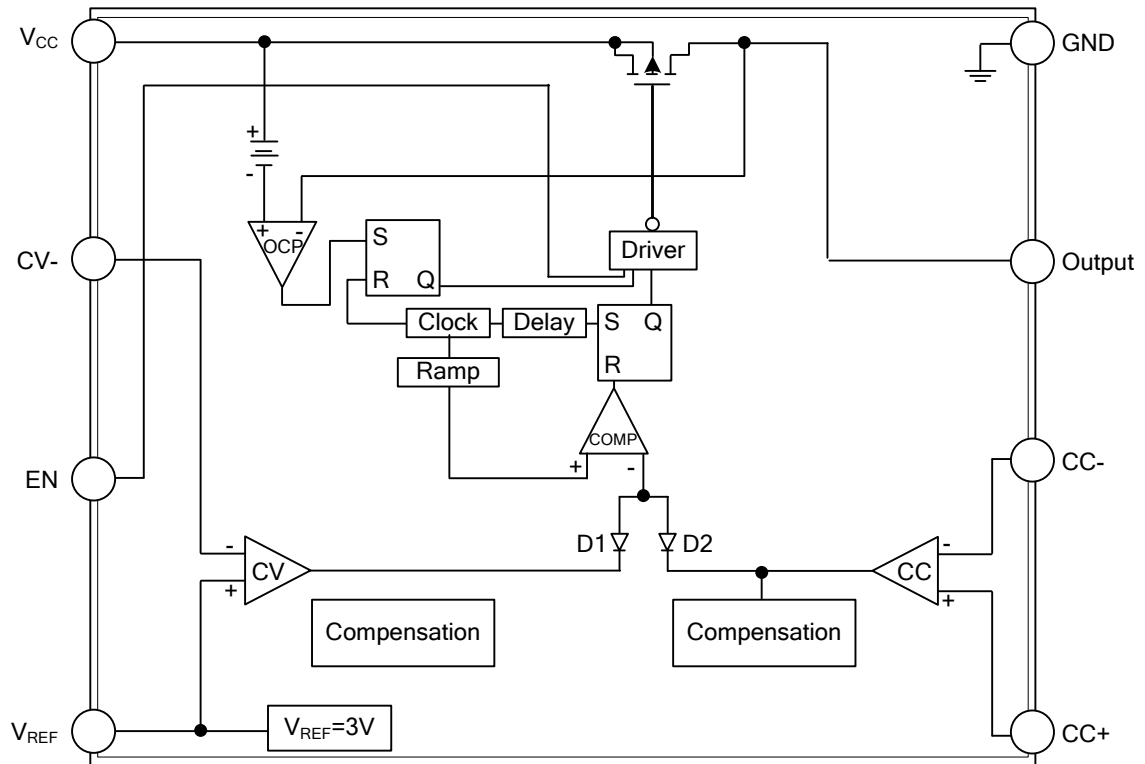 VCC
GND
+
-
+ -
OCP
S
R Q
Driver
CV-
Output
Clock
Delay
S Q
R
Ramp
COMP
+ -
EN
CC-
D1
D2
-
CV
+
-
CC
+
Compensation
Compensation
VREF
VREF=3V
CC+